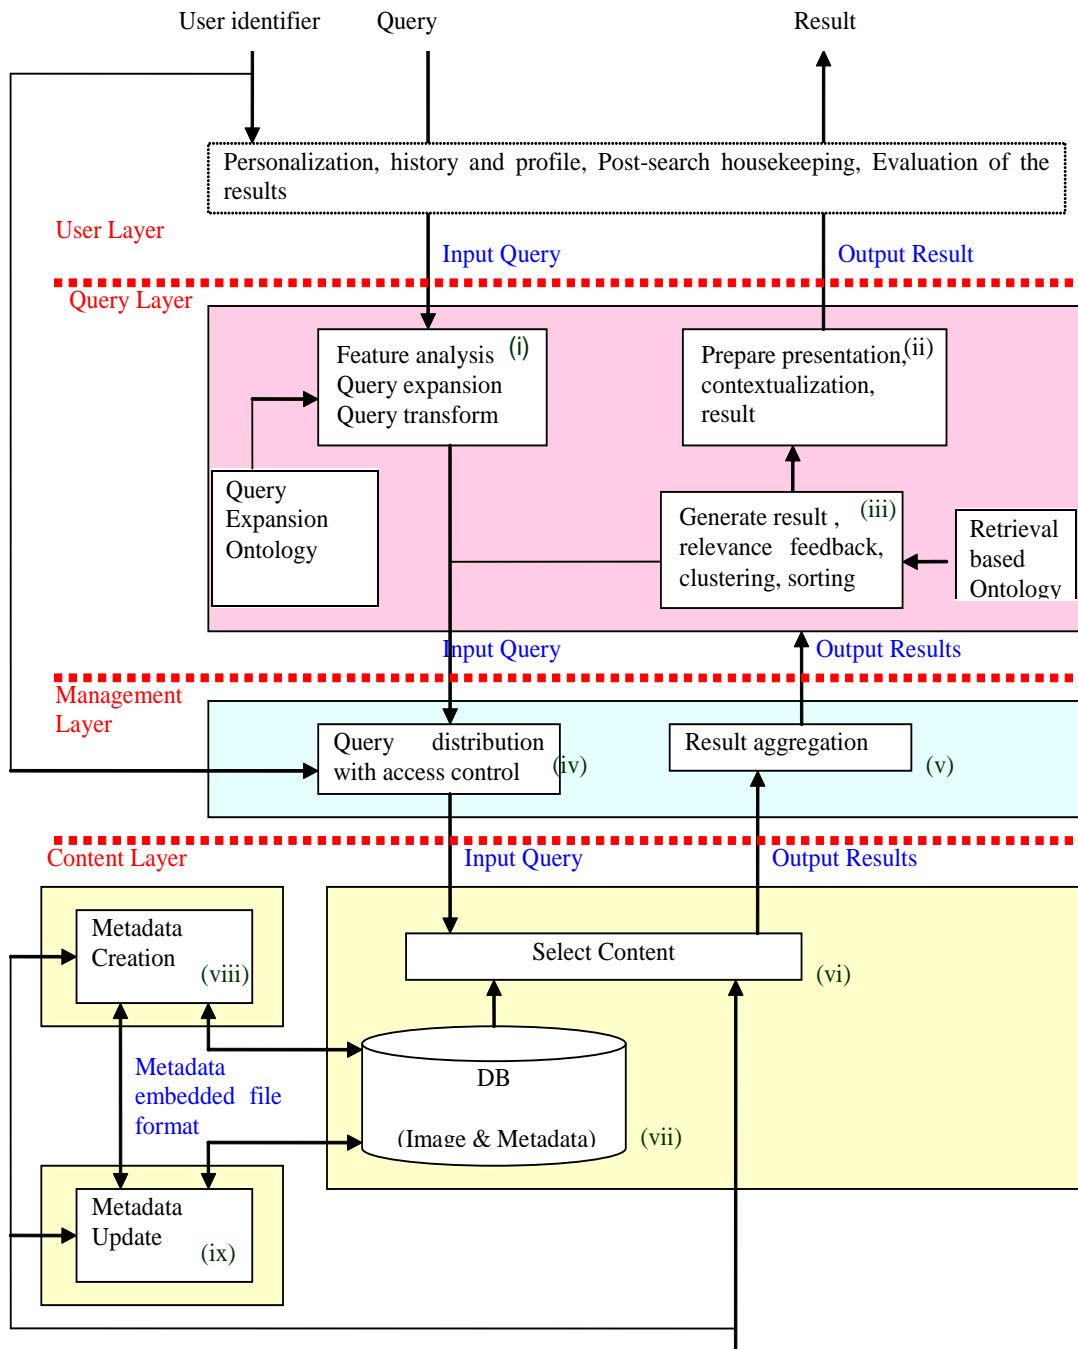 User identifier
Query
Result
Personalization, history and profile, Post-search housekeeping, Evaluation of the
results
User Layer
Input Query
Output Result
Query Layer
Feature analysis (i)
Query expansion
Query transform
Prepare presentation, (ii)
contextualization,
result
Query
Expansion
Ontology
Generate result , (iii)
relevance feedback,
clustering, sorting
Retrieval
based
Ontology
Input Query
Output Results
Management
Layer
Query distribution
with access control (iv)
Result aggregation
(v)
Content Layer
Input Query
Output Results
Metadata
Creation
(viii)
Select Content
(vi)
Metadata
embedded file
format
DB
(Image & Metadata)
(vii)
Metadata
Update
(ix)